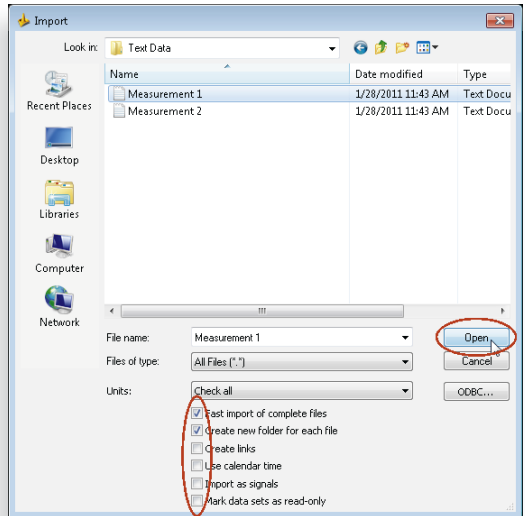 Import
Look in: Text Data
Name Date modified Type
Measurement 1 1/28/2011 11:43 AM Text Docu
Measurement 2 1/28/2011 11:43 AM Text Docu
Recent Places
Desktop
Libraries
Computer
Network
File name: Measurement 1 Open
Files of type: All Files (*.*) Cancel
Units: Check all ODBC...
Fast import of complete files
Create new folder for each file
Create links
Use calendar time
Import as signals
Mark data sets as read-only